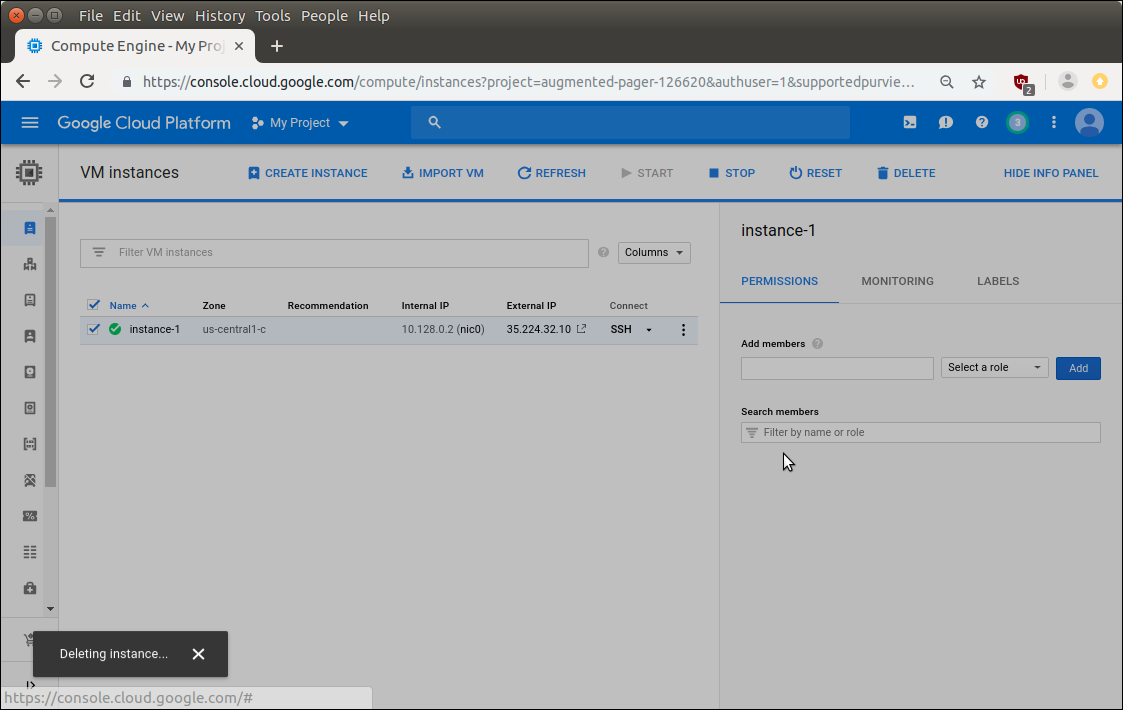 File Edit View History Tools People Help
Compute Engine - My Proj
https://console.cloud.google.com/compute/instances?project=augmented-pager-126620&authuser=1&supportedpurvie...
2
Google Cloud Platform My Project 3
VM instances CREATE INSTANCE IMPORT VM REFRESH START STOP RESET DELETE HIDE INFO PANEL
instance-1
Filter VM instances ? Columns
PERMISSIONS MONITORING LABELS
Name Zone Recommendation Internal IP External IP Connect
instance-1 us-central1-c 10.128.0.2 (nic0) 35.224.32.10 SSH
Add members ?
Select a role Add
Search members
Filter by name or role
Deleting instance...
https://console.cloud.google.com/#